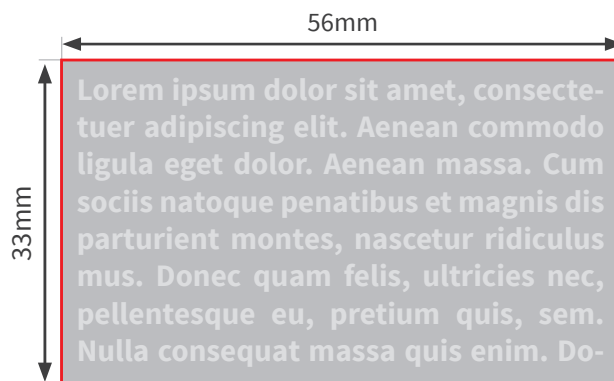 56mm
33mm
Lorem ipsum dolor sit amet, consecte-
tuer adipiscing elit. Aenean commodo
ligula eget dolor. Aenean massa. Cum
sociis natoque penatibus et magnis dis
parturient montes, nascetur ridiculus
mus. Donec quam felis, ultricies nec,
pellentesque eu, pretium quis, sem.
Nulla consequat massa quis enim. Do-